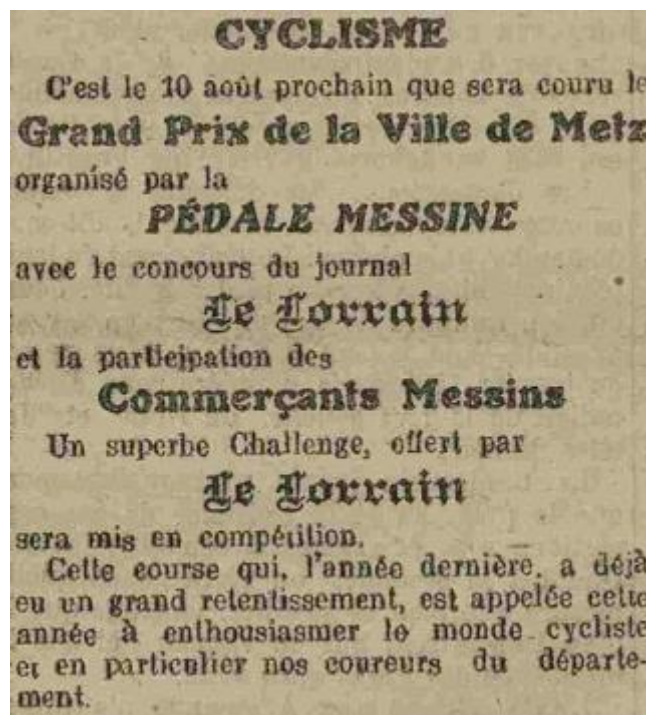 CYCLISME
C'est le 10 août prochain que sera couru le
Grand Prix de la Ville de Metz
organisé par la
PÉDALE MESSINE
avec le concours du journal
Le Lorrain
et la participation des
Commerçants Messins
Un superbe Challenge, offert par
Le Lorrain
sera mis en compétition.
Cette course qui, l'année dernière, a déjà
eu un grand retentissement, est appelée cette
année à enthousiasmer le monde cycliste
et en particulier nos coureurs du départe-
ment.